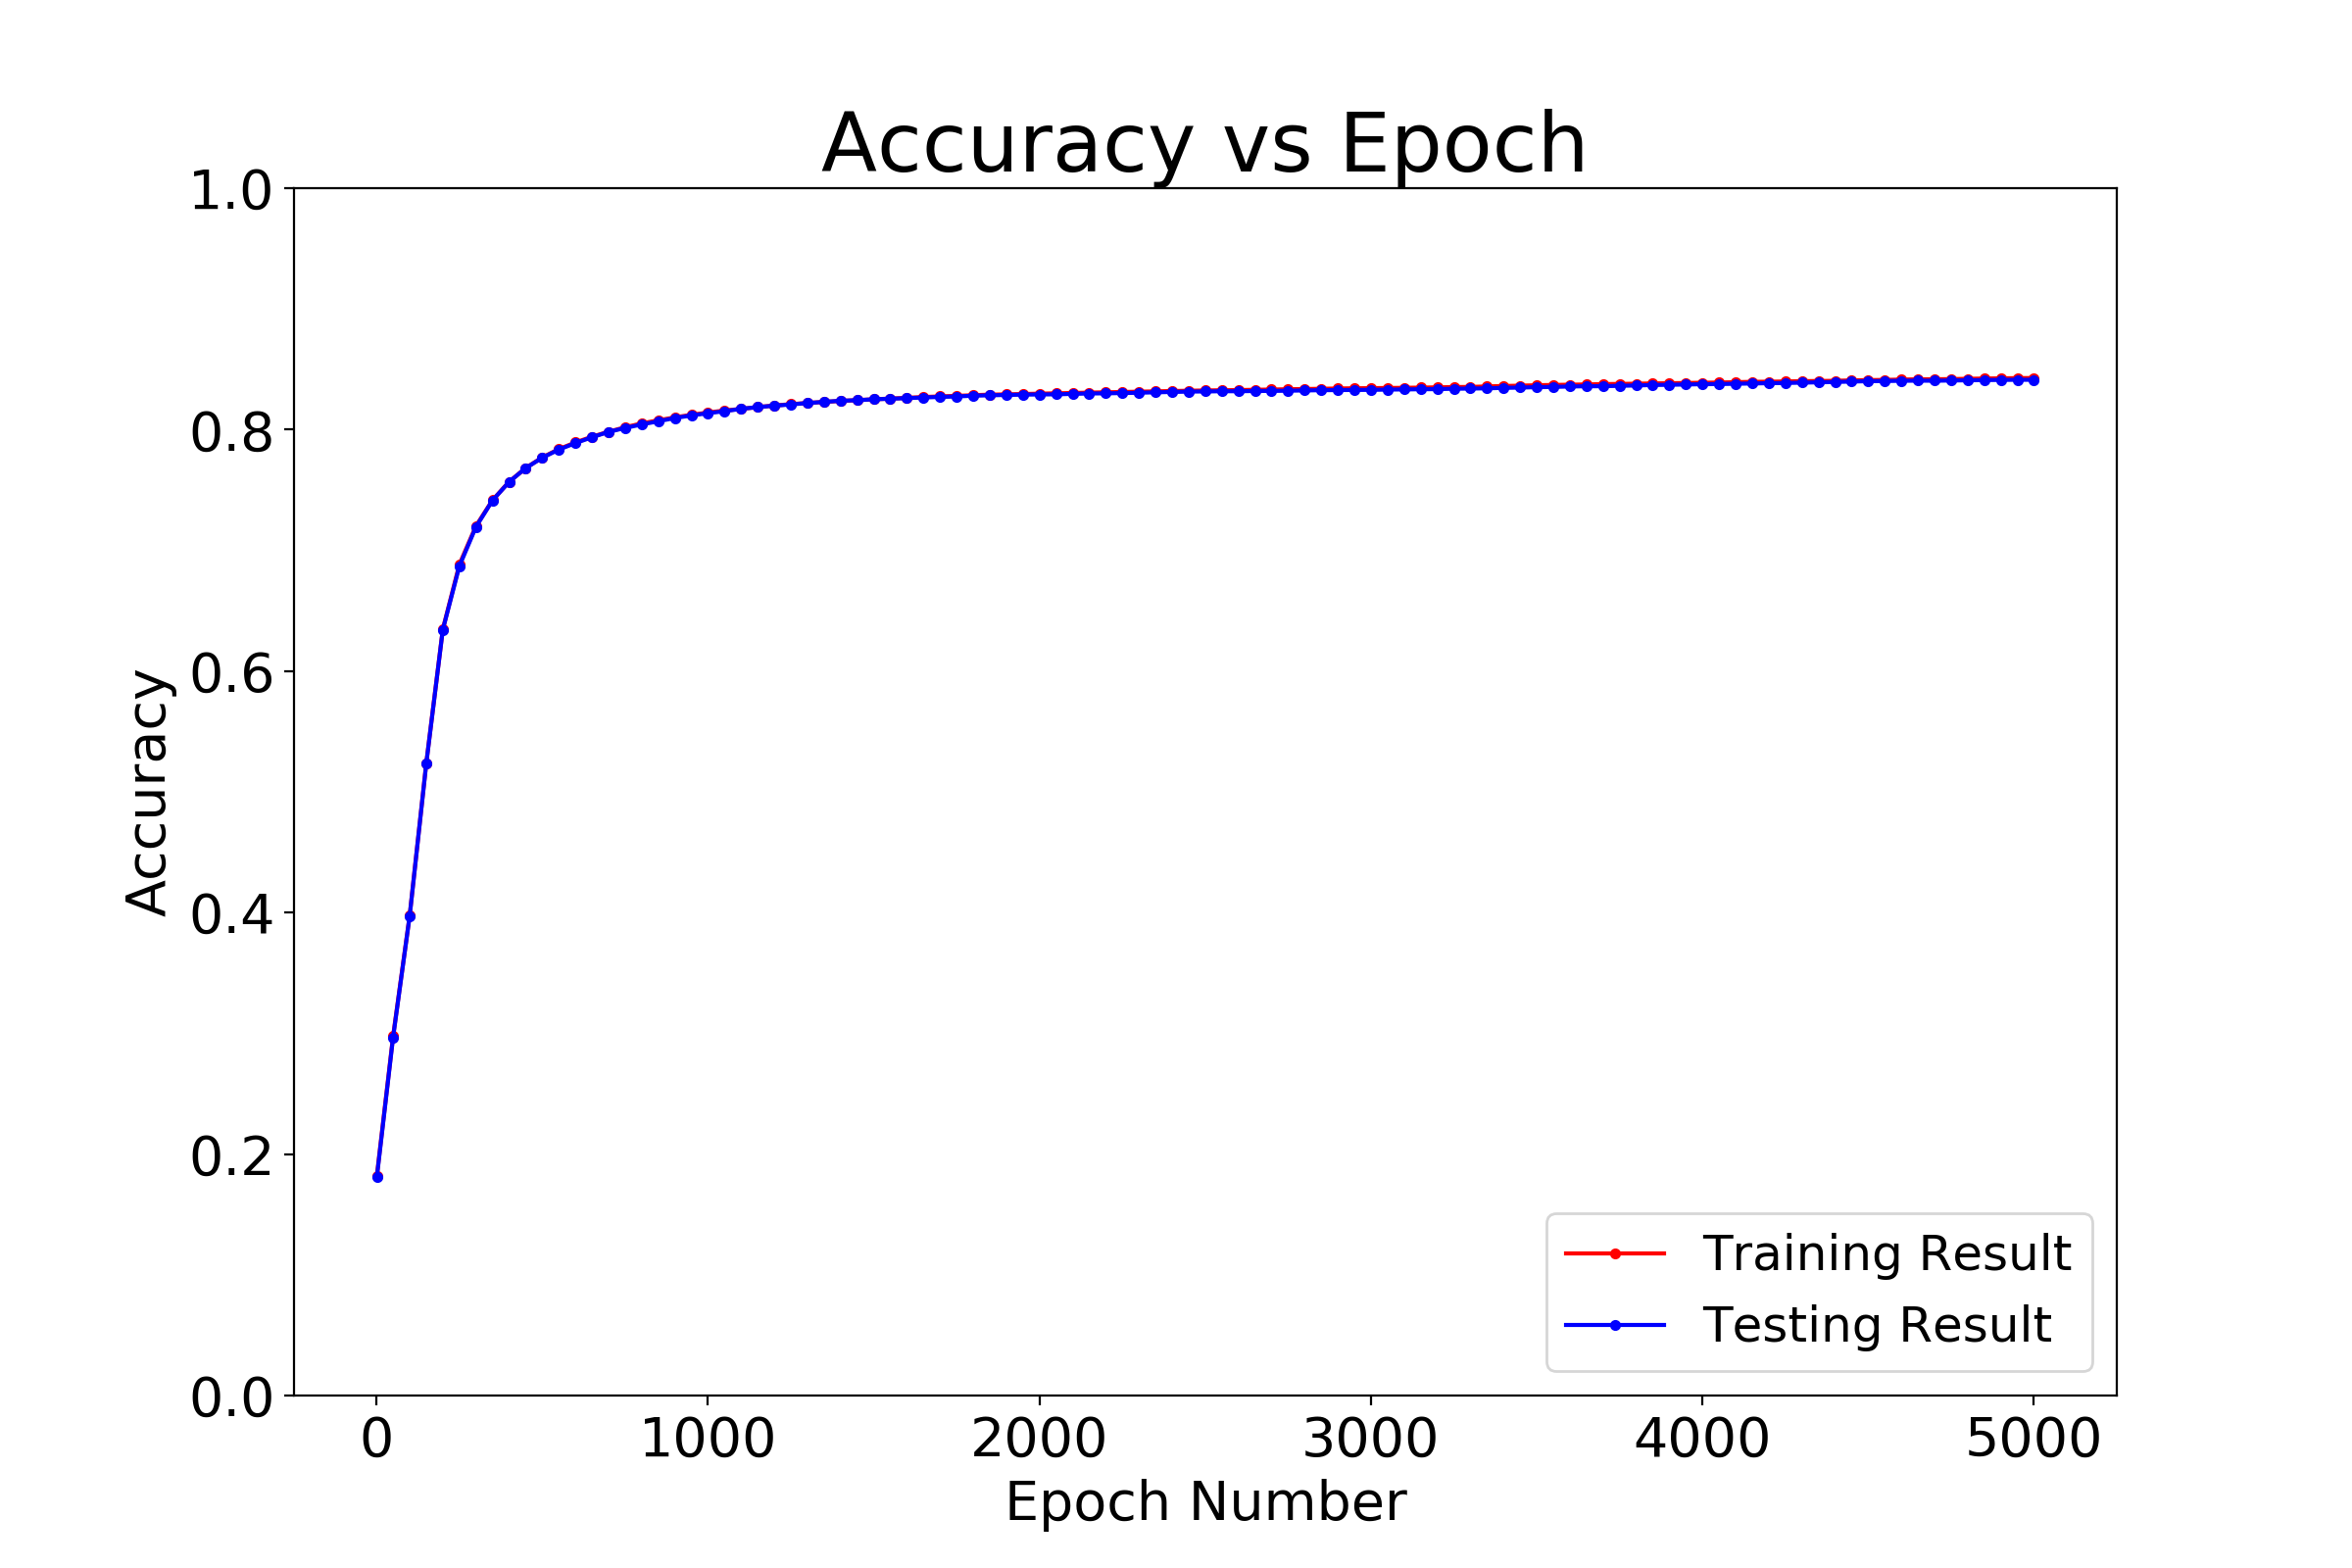 Accuracy vs Epoch
1.0
0.8
0.6
0.4
0.2
0.0
Accuracy
0 1000 2000 3000 4000 5000
Epoch Number
Training Result
Testing Result